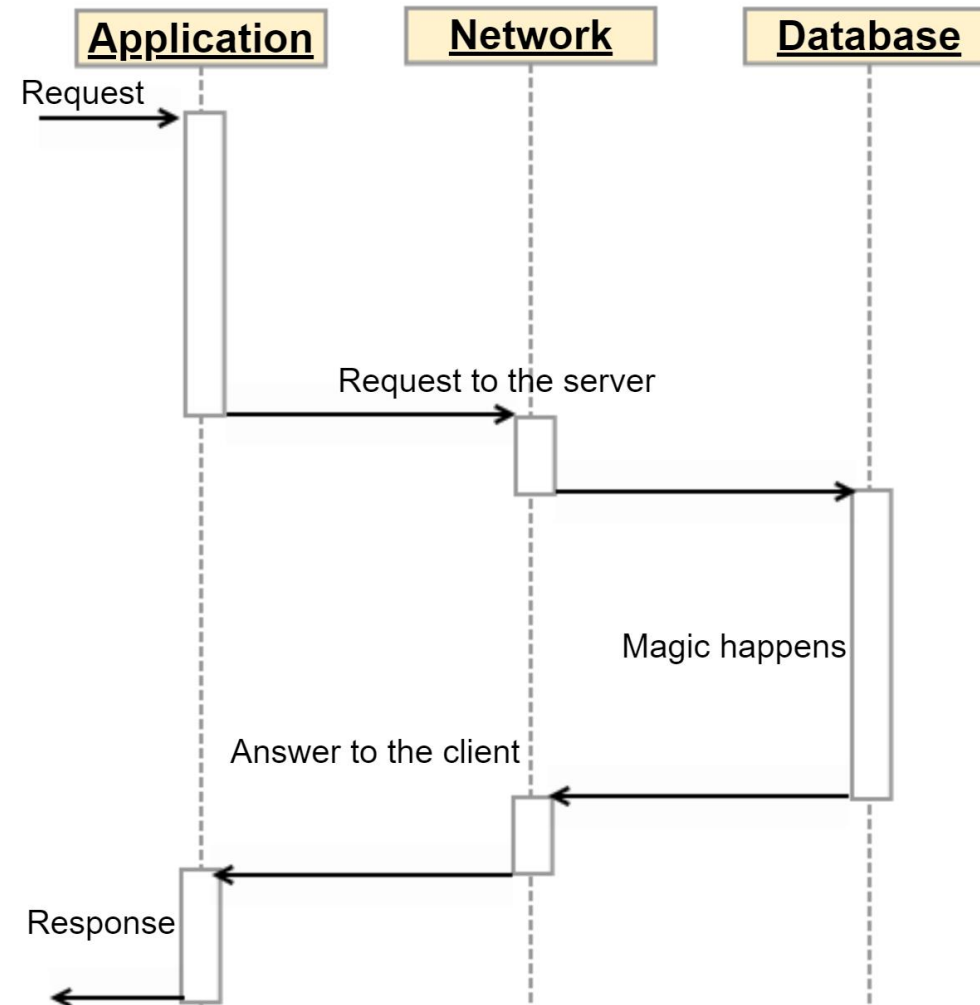 Application
Network
Database
Request
Request to the server
Magic happens
Answer to the client
Response